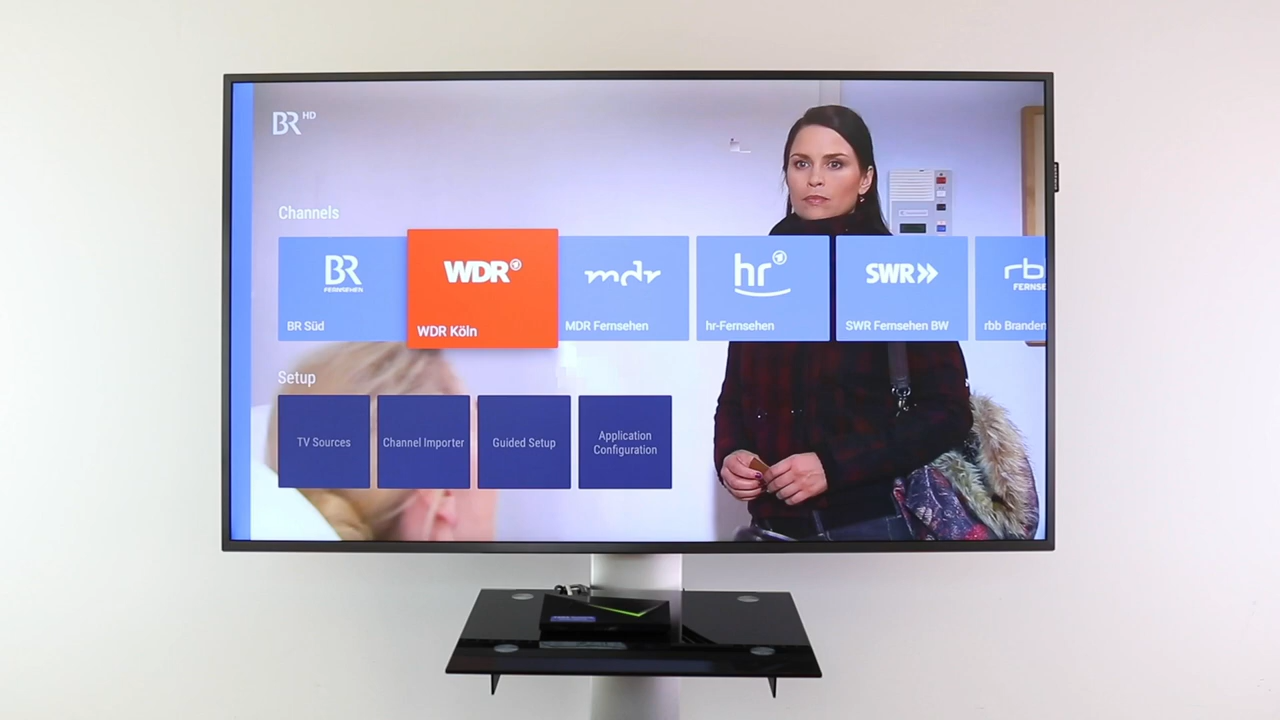 BR HD
Channels
BR
FERNSEHEN
BR Süd
WDR
WDR Köln
mdr
MDR Fernsehen
hr
hr-Fernsehen
SWR
SWR Fernsehen BW
rb
FERNSE
rbb Branden
Setup
TV Sources
Channel Importer
Guided Setup
Application
Configuration